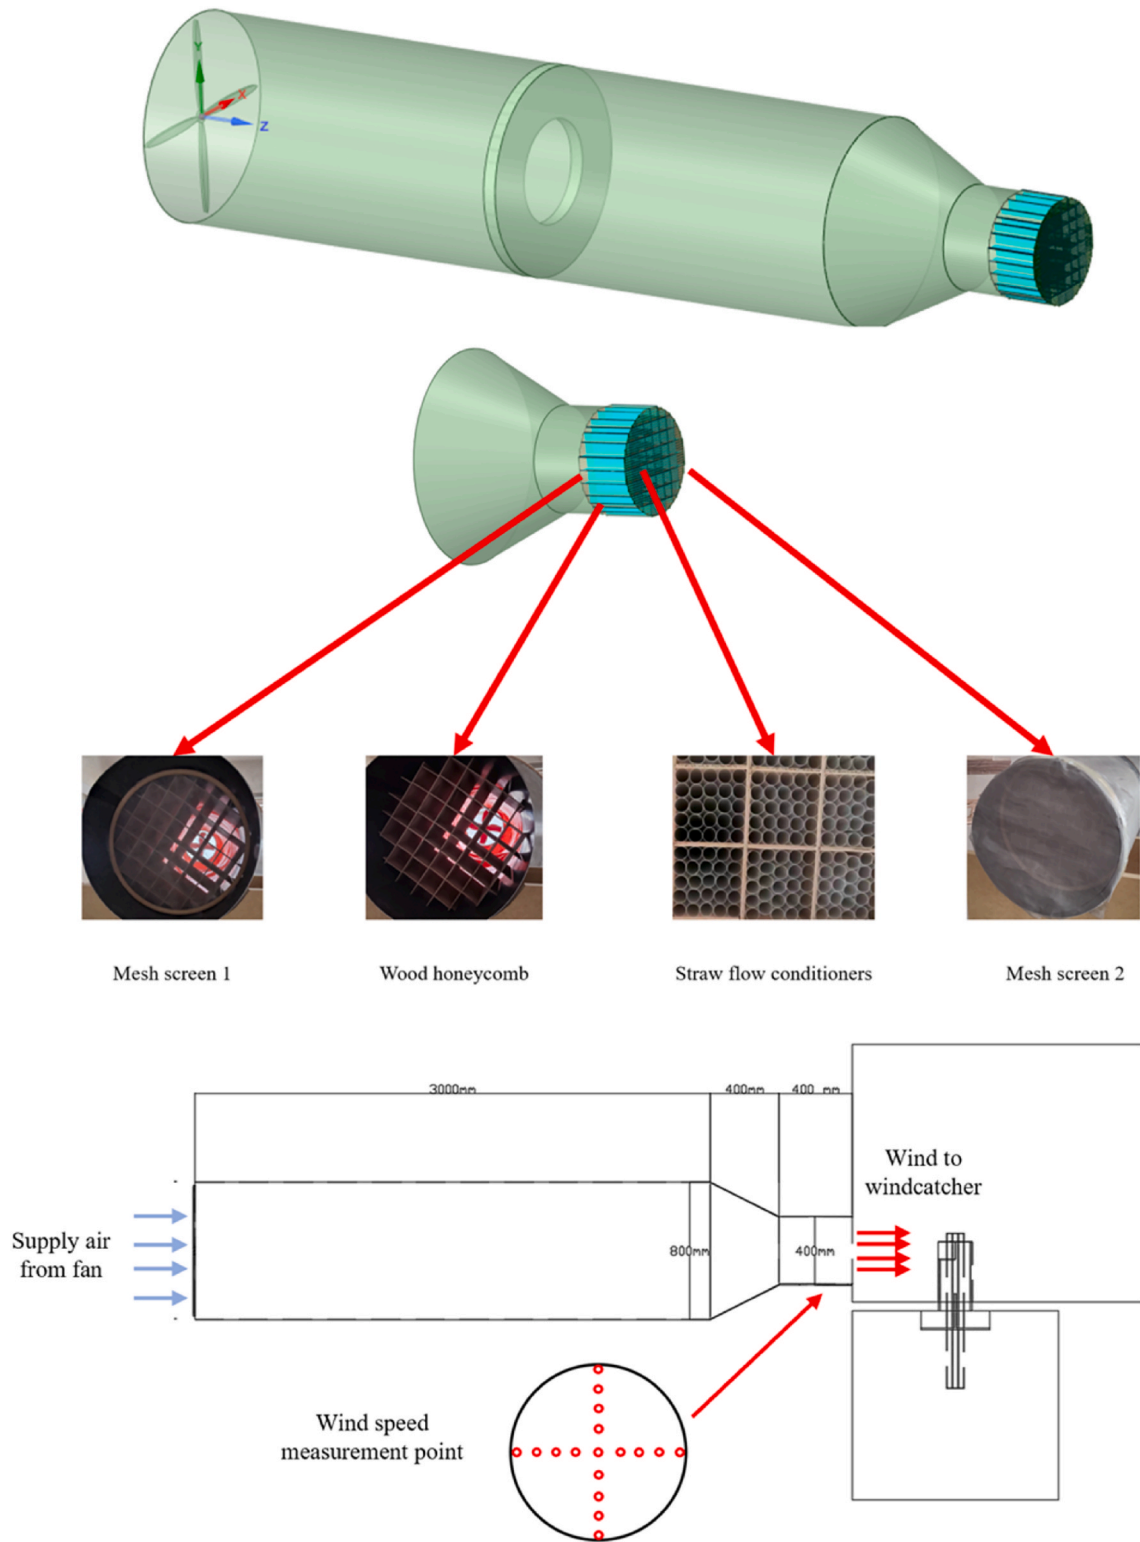 Y
X
Z
Mesh screen 1
Wood honeycomb
Straw flow conditioners
Mesh screen 2
3000mm
400mm
400 mm
Wind to
windcatcher
Supply air
from fan
800mm
400mm
Wind speed
measurement point